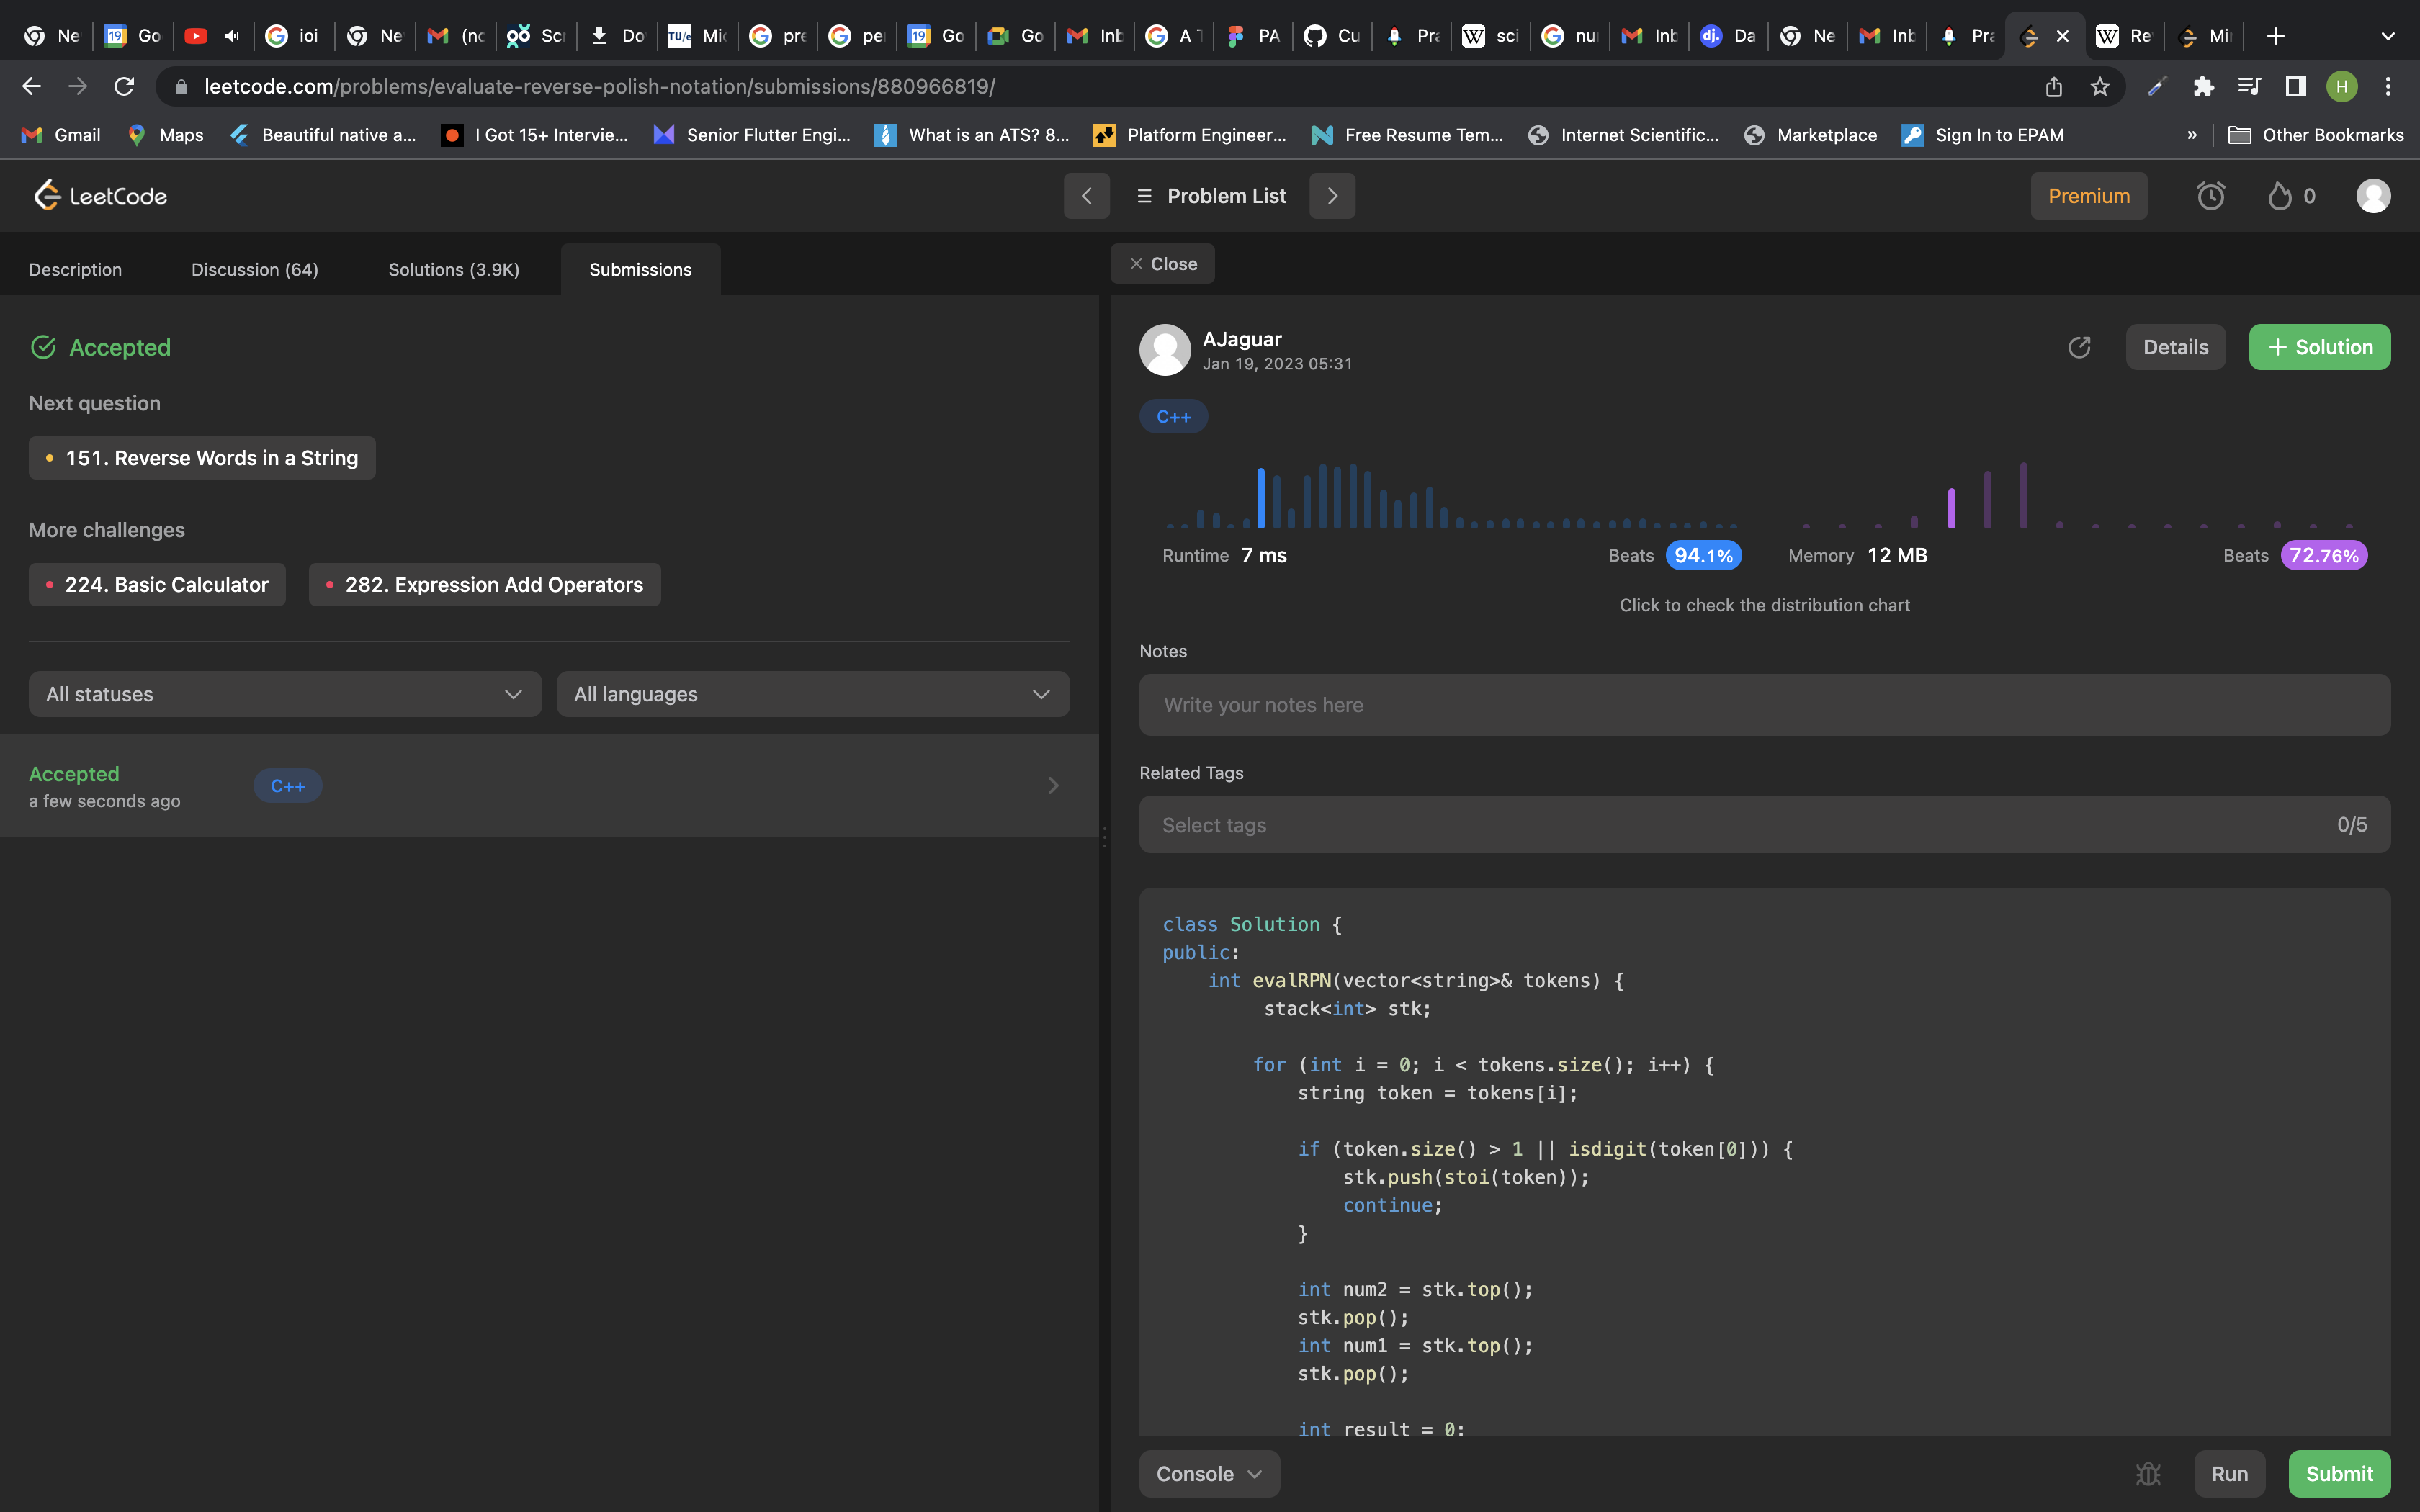 Ne
19 Go
ioi
Ne
(nc
Scr
Do
TU/e Mic
pre
pe
19 Go
Go
Inb
A T
PA
Cu
Pra
W sci
nu
Inb
dj. Da
Ne
Inb
Pra
W Re
Mi
leetcode.com/problems/evaluate-reverse-polish-notation/submissions/880966819/
H
Gmail
Maps
Beautiful native a...
I Got 15+ Intervie...
Senior Flutter Engi...
What is an ATS? 8...
Platform Engineer...
Free Resume Tem...
Internet Scientific...
Marketplace
Sign In to EPAM
»
Other Bookmarks
LeetCode
Problem List
Premium
0
Description
Discussion (64)
Solutions (3.9K)
Submissions
Close
Accepted
Next question
151. Reverse Words in a String
More challenges
224. Basic Calculator
282. Expression Add Operators
All statuses
All languages
Accepted
a few seconds ago
C++
AJaguar
Jan 19, 2023 05:31
Details
+ Solution
C++
Runtime 7 ms
Beats 94.1%
Memory 12 MB
Beats 72.76%
Click to check the distribution chart
Notes
Write your notes here
Related Tags
Select tags
0/5
class Solution {
public:
int evalRPN(vector<string>& tokens) {
stack<int> stk;
for (int i = 0; i < tokens.size(); i++) {
string token = tokens[i];
if (token.size() > 1 || isdigit(token[0])) {
stk.push(stoi(token));
continue;
}
int num2 = stk.top();
stk.pop();
int num1 = stk.top();
stk.pop();
int result = 0;
Console
Run
Submit